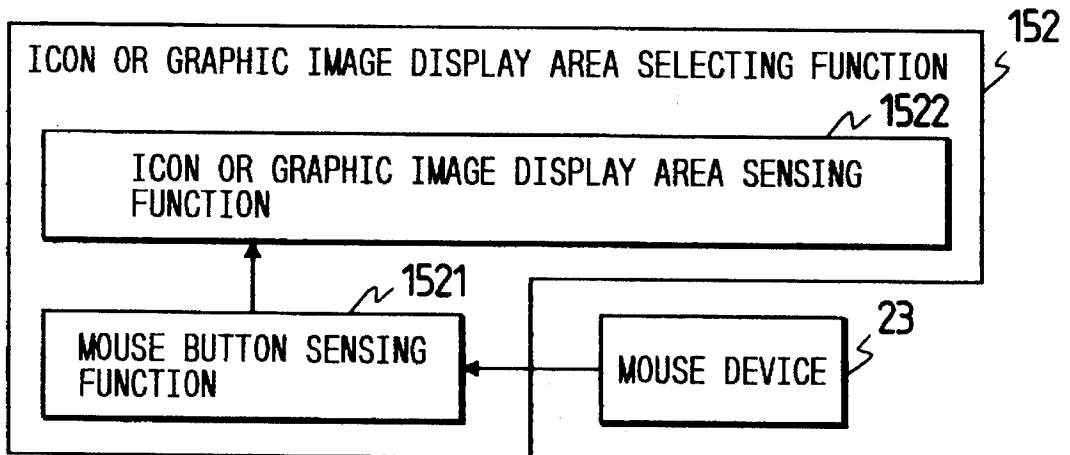 152
ICON OR GRAPHIC IMAGE DISPLAY AREA SELECTING FUNCTION
1522
ICON OR GRAPHIC IMAGE DISPLAY AREA SENSING
FUNCTION
1521
MOUSE BUTTON SENSING
FUNCTION
23
MOUSE DEVICE